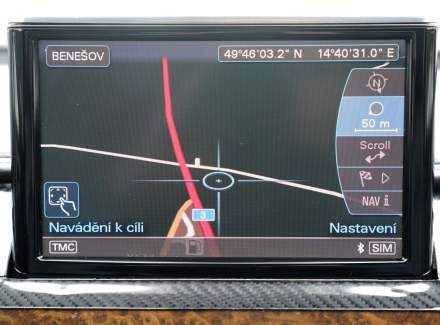 BENEŠOV
49°46'03.2" N 14°40'31.0" E
N
50 m
Scroll
NAV i
3
Navádění k cíli
Nastavení
TMC
SIM